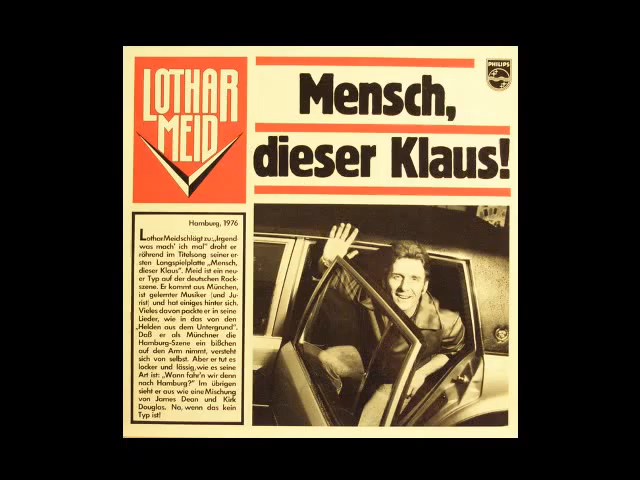 LOTHAR
MEID
Mensch,
PHILIPS
dieser Klaus!
Hamburg, 1976
Lothar Meid schlägt zu: „Irgend-
was mach' ich mal" droht er
röhrend im Titelsong seiner er-
sten Langspielplatte „Mensch,
dieser Klaus". Meid ist ein neu-
er Typ auf der deutschen Rock-
szene. Er kommt aus München,
ist gelernter Musiker (und Ju-
rist) und hat einiges hinter sich.
Vieles davon packte er in seine
Lieder, wie in das von den
„Helden aus dem Untergrund".
Daß er als Münchner die
Hamburg-Szene ein bißchen
auf den Arm nimmt, versteht
sich von selbst. Aber er tut es
locker und lässig, wie es seine
Art ist: „Wann fahr'n wir denn
nach Hamburg?" Im übrigen
sieht er aus wie eine Mischung
von James Dean und Kirk
Douglas. Na, wenn das kein
Typ ist!